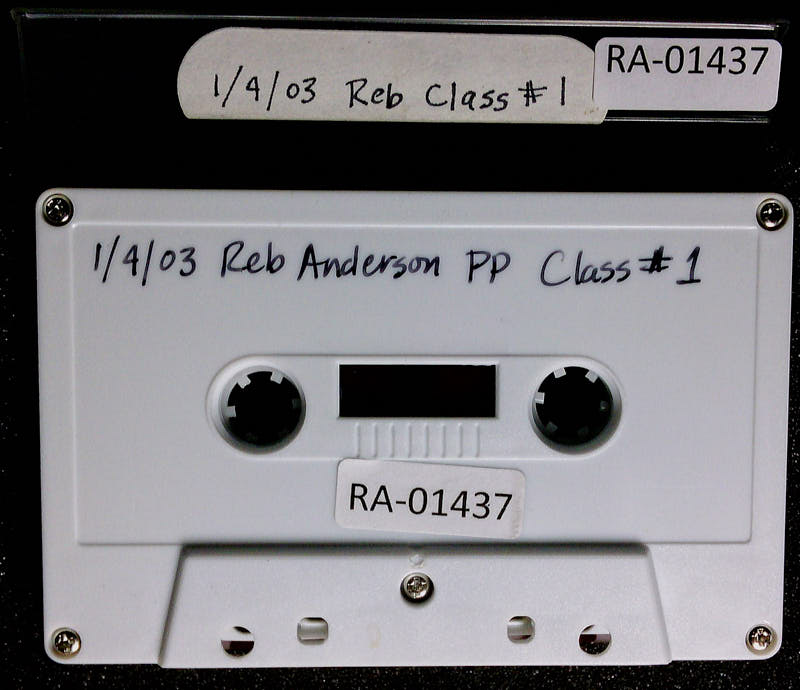 1/4/03 Reb Class #1
RA-01437
1/4/03 Reb Anderson PP Class #1
RA-01437